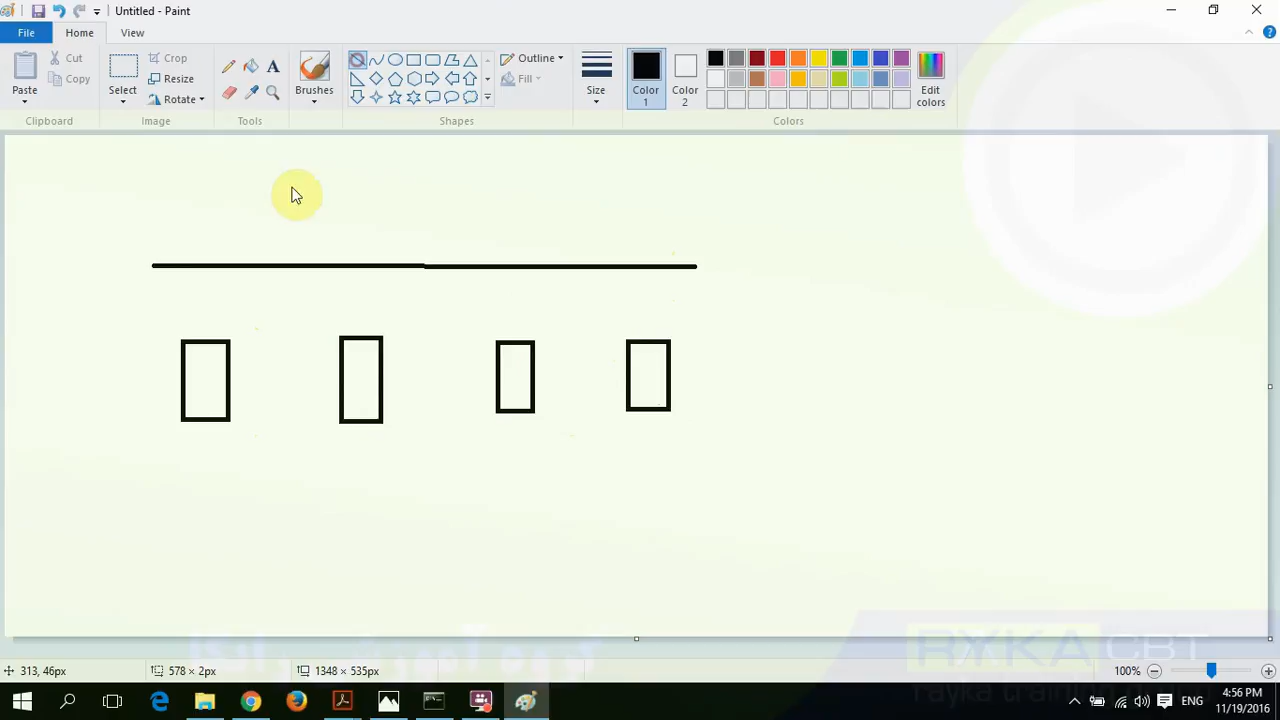 Untitled - Paint
File Home View
Paste
Cut
Copy
Select
Crop
Resize
Rotate
Brushes
Outline
Fill
Size
Color 1
Color 2
Edit colors
Clipboard Image Tools Shapes Colors
RYKA CBT
313, 46px 578 × 2px 1348 × 535px 100%
ENG 4:56 PM
11/19/2016